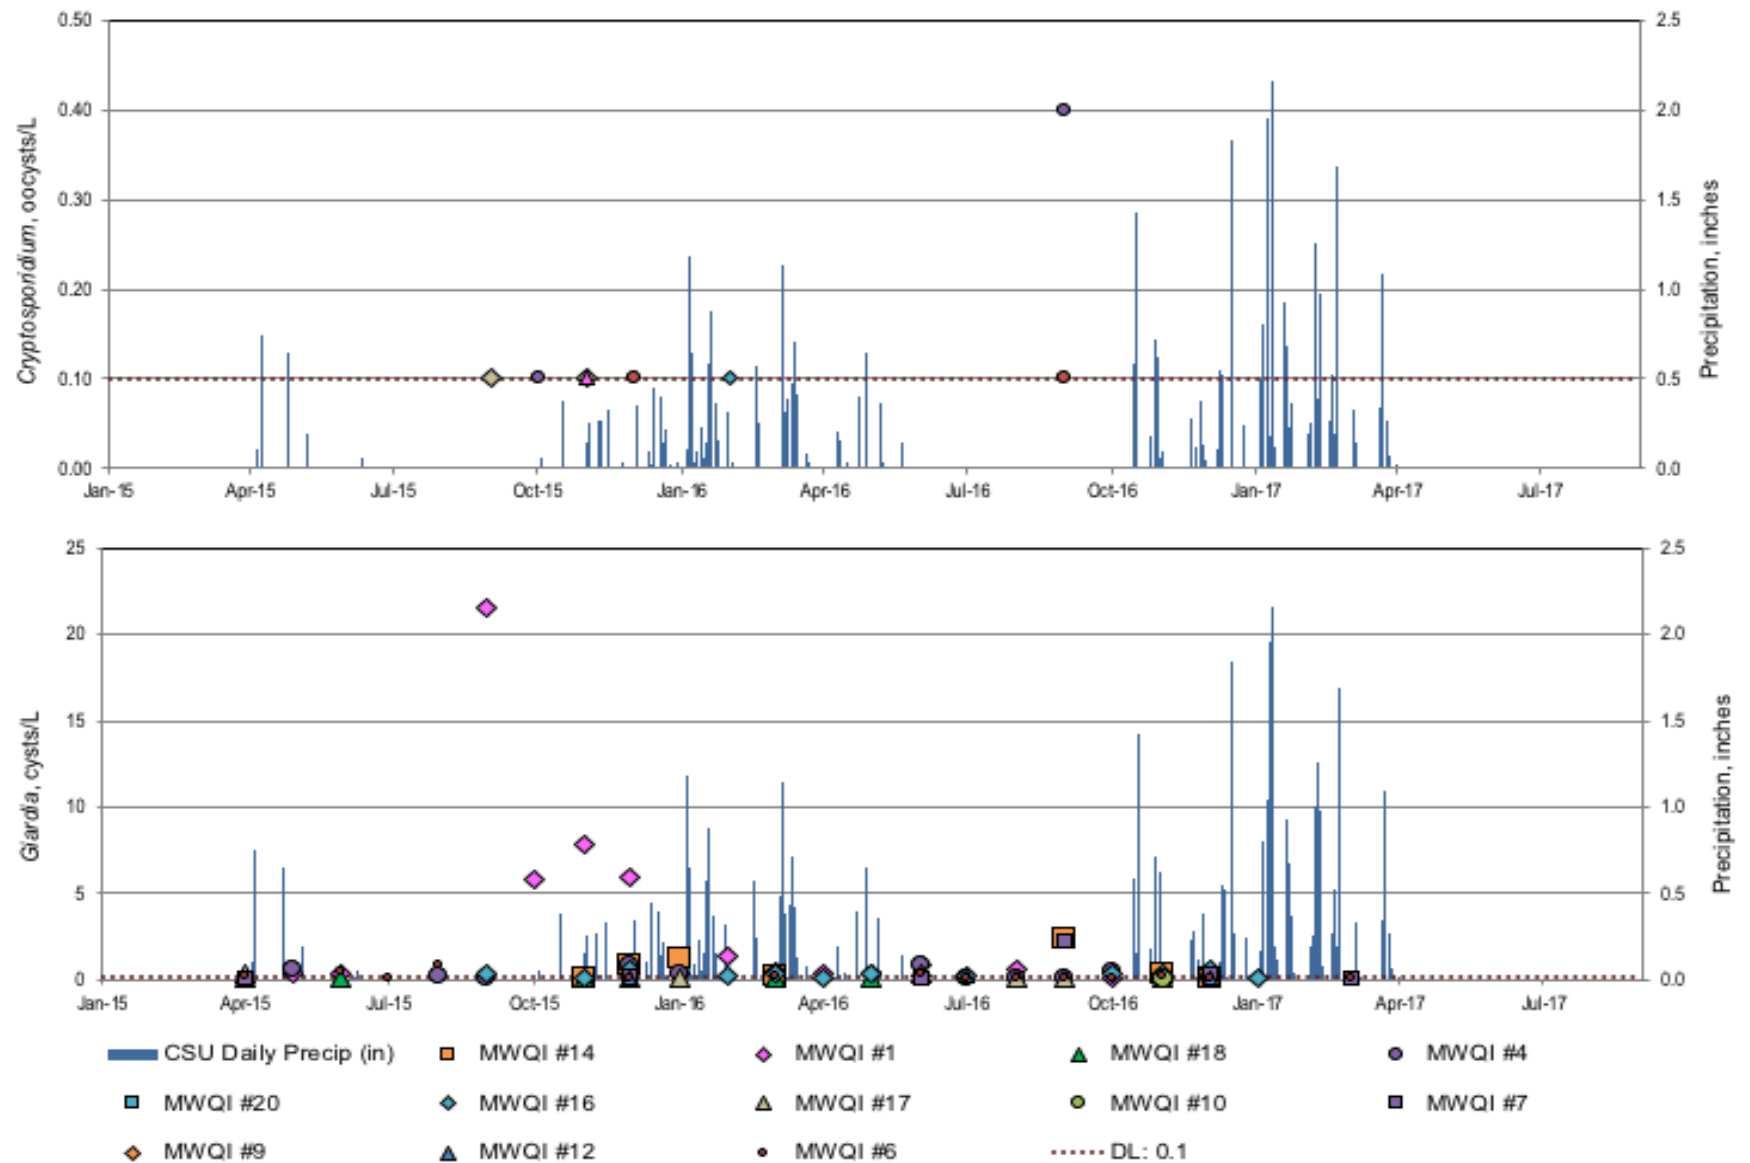 0.50
2.5
0.40
2.0
0.30
1.5
0.20
1.0
0.10
0.5
0.00
0.0
Cryptosporidium, oocysts/L
Precipitation, inches
Jan-15 Apr-15 Jul-15 Oct-15 Jan-16 Apr-16 Jul-16 Oct-16 Jan-17 Apr-17 Jul-17
25
2.5
20
2.0
15
1.5
10
1.0
5
0.5
0
0.0
Giardia, cysts/L
Precipitation, inches
Jan-15 Apr-15 Jul-15 Oct-15 Jan-16 Apr-16 Jul-16 Oct-16 Jan-17 Apr-17 Jul-17
CSU Daily Precip (in) MWQI #14 MWQI #1 MWQI #18 MWQI #4
MWQI #20 MWQI #16 MWQI #17 MWQI #10 MWQI #7
MWQI #9 MWQI #12 MWQI #6 DL: 0.1